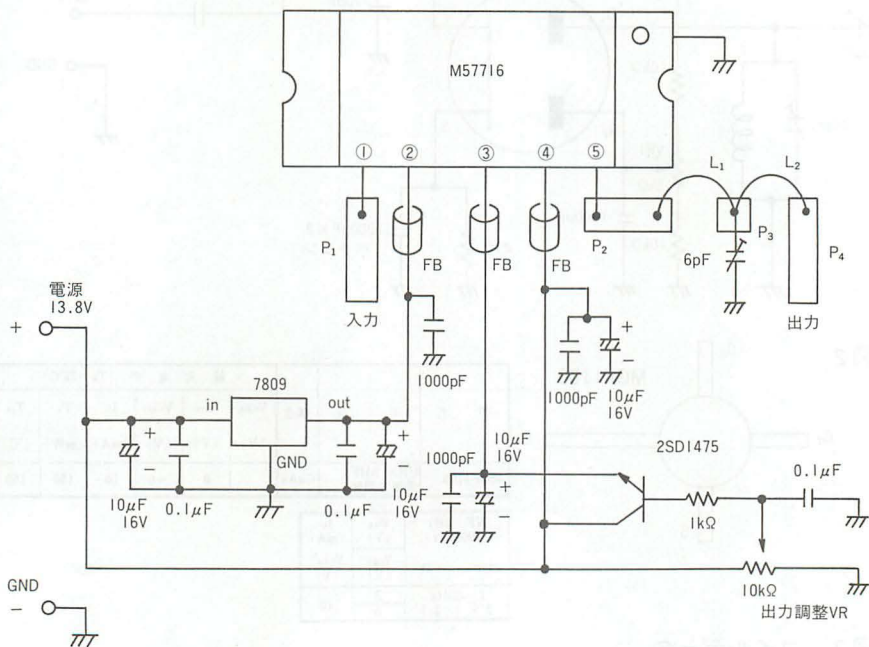 M57716
①
②
③
④
⑤
L₁
L₂
P₁
FB
FB
FB
P₂
P₃
6pF
P₄
入力
出力
電源
13.8V
+
1000pF
1000pF
+
-
10μF
16V
7809
in
out
GND
+
-
10μF
16V
0.1μF
0.1μF
+
-
10μF
16V
1000pF
10μF
16V
+
-
2SD1475
1kΩ
0.1μF
10kΩ
出力調整VR
GND
-